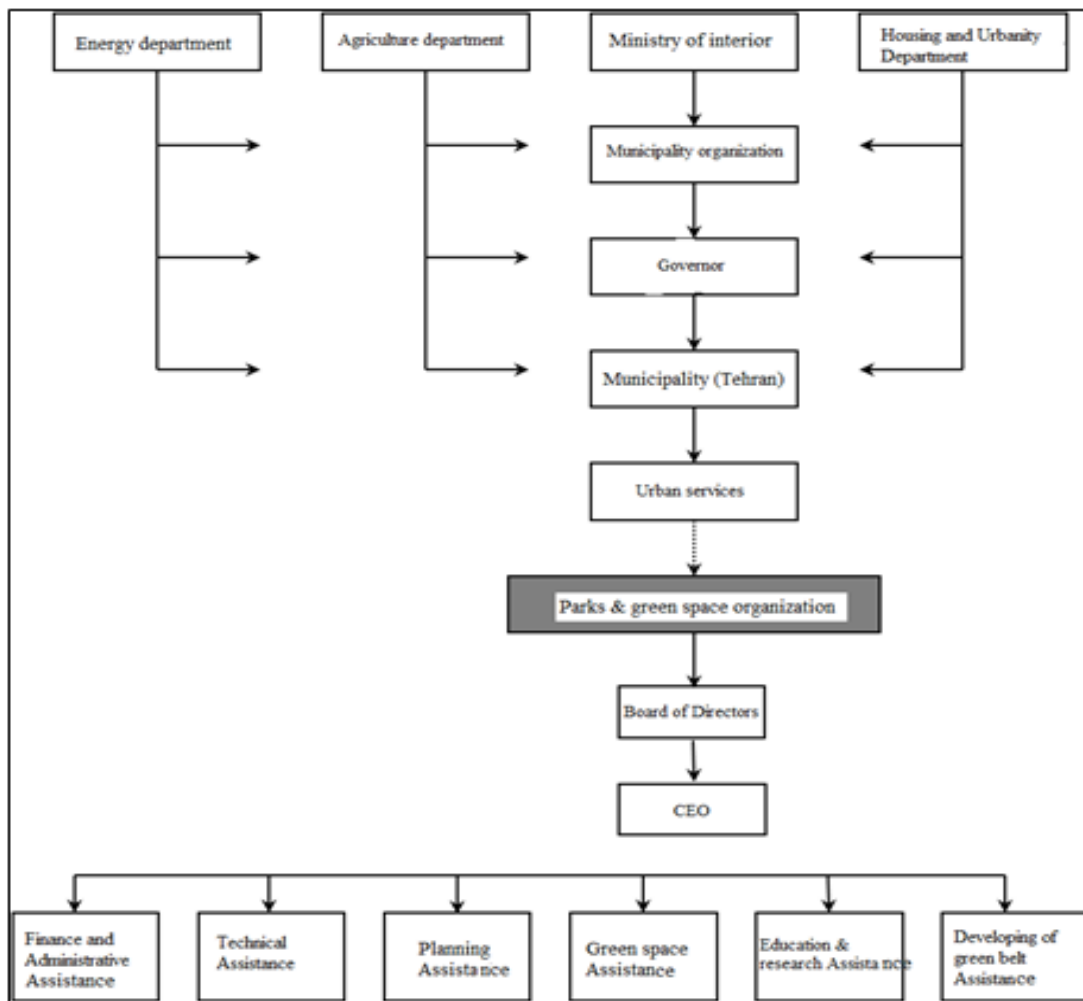 Energy department
Agriculture department
Ministry of interior
Housing and Urbanity
Department
Municipality organization
Governor
Municipality (Tehran)
Urban services
Parks & green space organization
Board of Directors
CEO
Finance and
Administrative
Assistance
Technical
Assistance
Planning
Assistance
Green space
Assistance
Education &
research Assistance
Developing of
green belt
Assistance